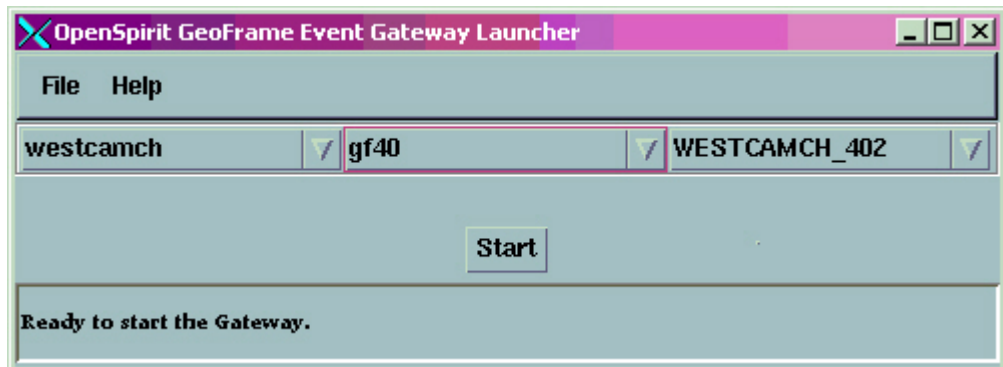 OpenSpirit GeoFrame Event Gateway Launcher
File Help
westcamch gf40 WESTCAMCH_402
Start
Ready to start the Gateway.